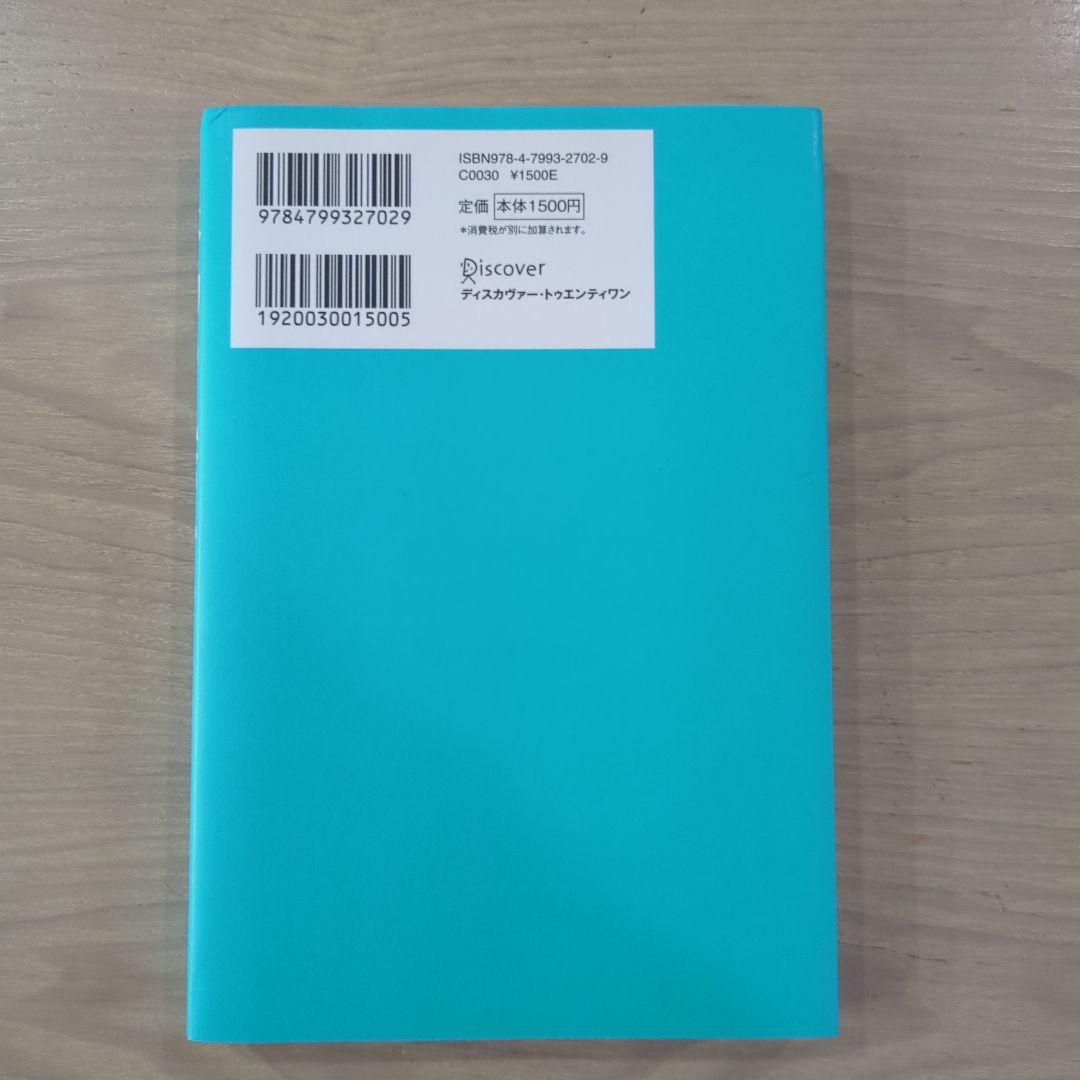 9784799327029
1920030015005
ISBN978-4-7993-2702-9
C0030 ¥1500E
定価 本体1500円
*消費税が別に加算されます。
Discover
ディスカヴァー・トゥエンティワン